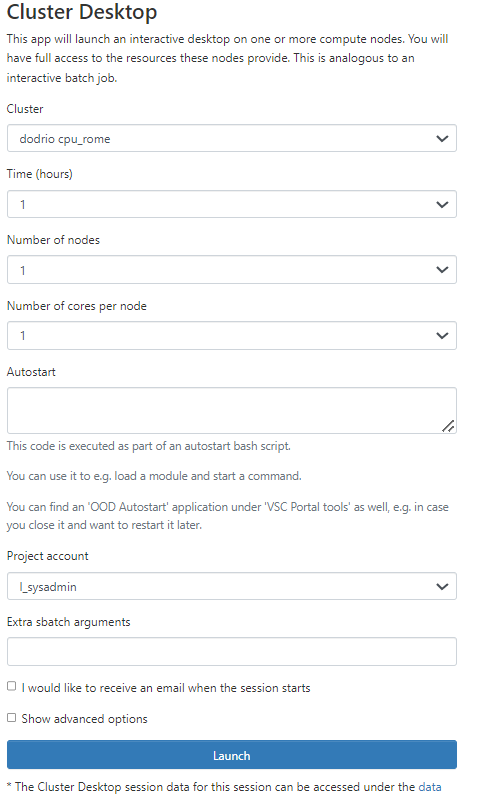 Cluster Desktop
This app will launch an interactive desktop on one or more compute nodes. You will
have full access to the resources these nodes provide. This is analogous to an
interactive batch job.
Cluster
dodrio cpu_rome
Time (hours)
1
Number of nodes
1
Number of cores per node
1
Autostart
This code is executed as part of an autostart bash script.
You can use it to e.g. load a module and start a command.
You can find an 'OOD Autostart' application under 'VSC Portal tools' as well, e.g. in case
you close it and want to restart it later.
Project account
l_sysadmin
Extra sbatch arguments
I would like to receive an email when the session starts
Show advanced options
Launch
* The Cluster Desktop session data for this session can be accessed under the data